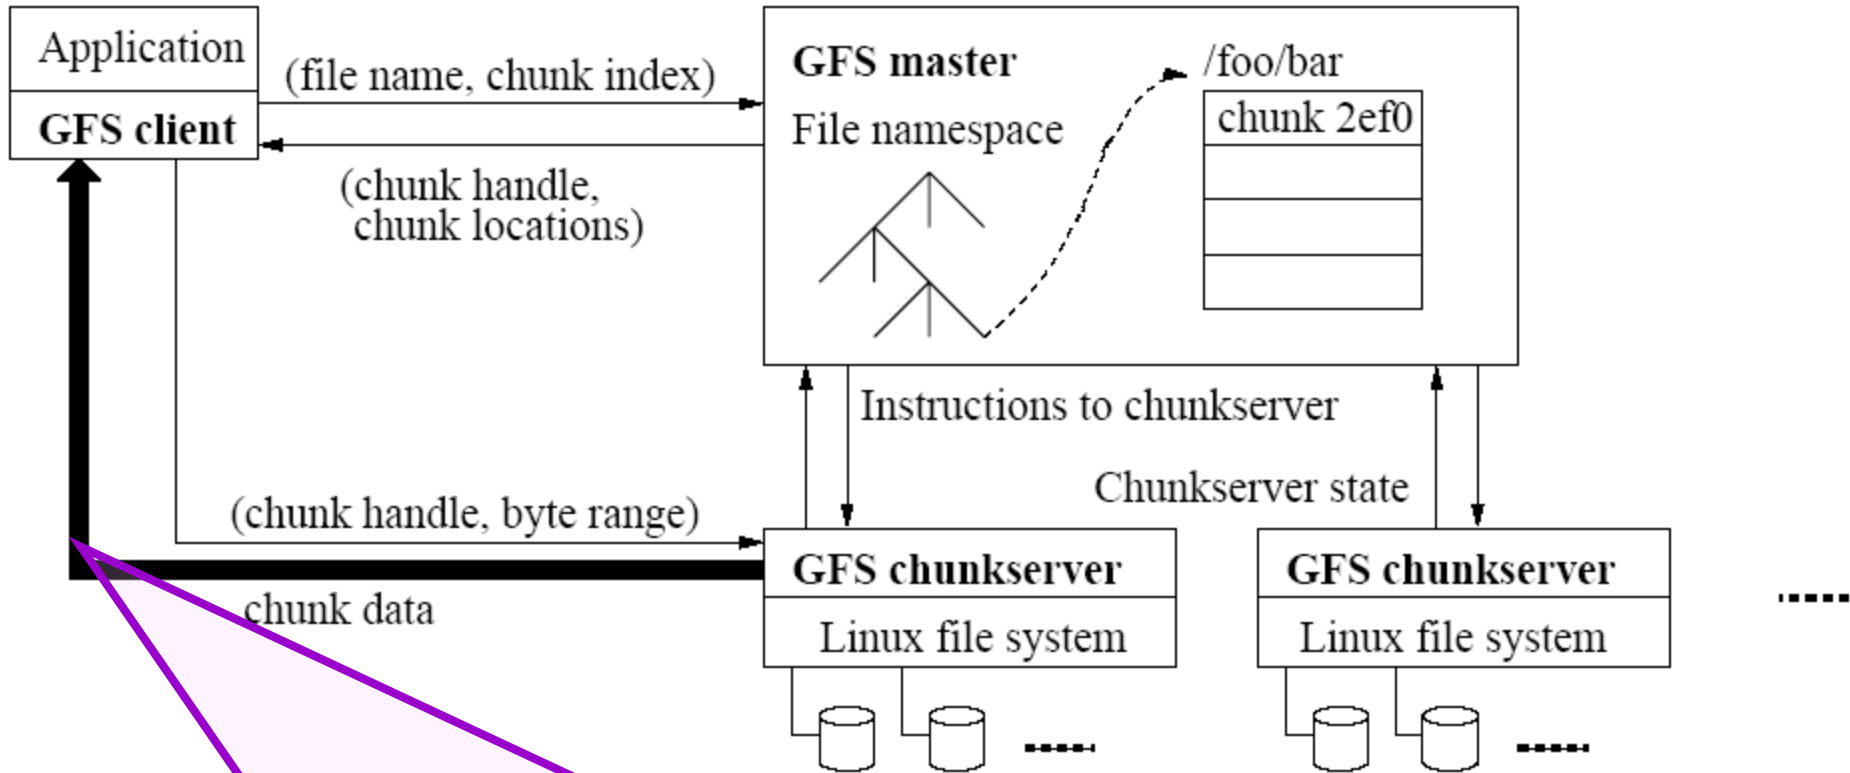 Application
GFS client
(file name, chunk index)
(chunk handle,
chunk locations)
GFS master
File namespace
/foo/bar
chunk 2ef0
Instructions to chunkserver
Chunkserver state
(chunk handle, byte range)
chunk data
GFS chunkserver
Linux file system
GFS chunkserver
Linux file system